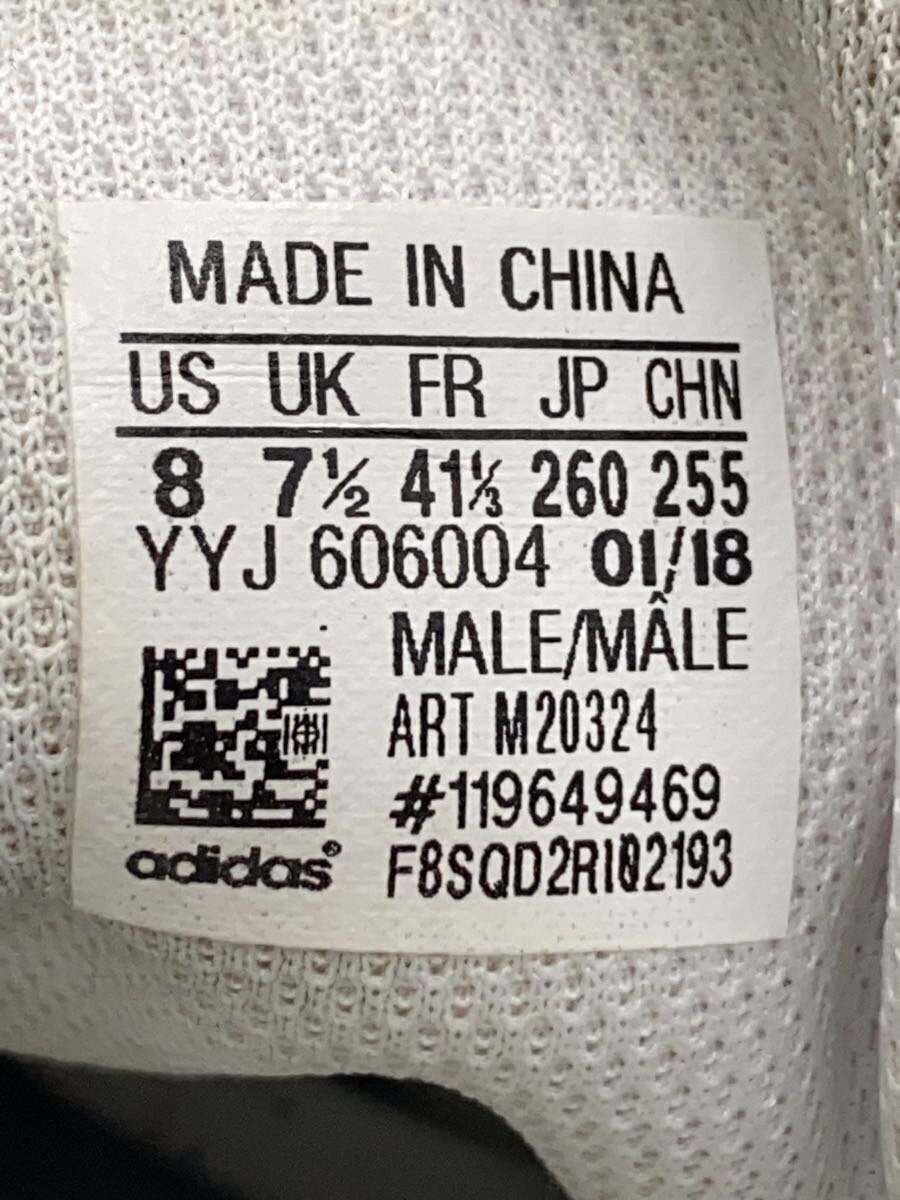 MADE IN CHINA
US UK FR JP CHN
8 7½ 41⅓ 260 255
YYJ 606004 01/18
MALE/MÂLE
ART M20324
#119649469
adidas®